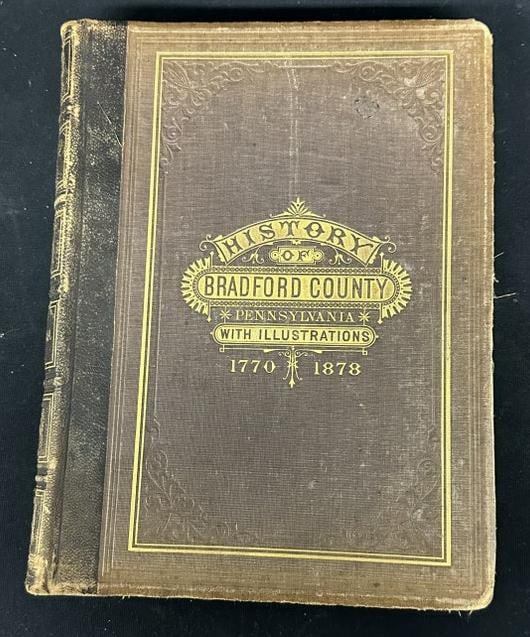 HISTORY
OF
BRADFORD COUNTY
PENNSYLVANIA
WITH ILLUSTRATIONS
1770 1878